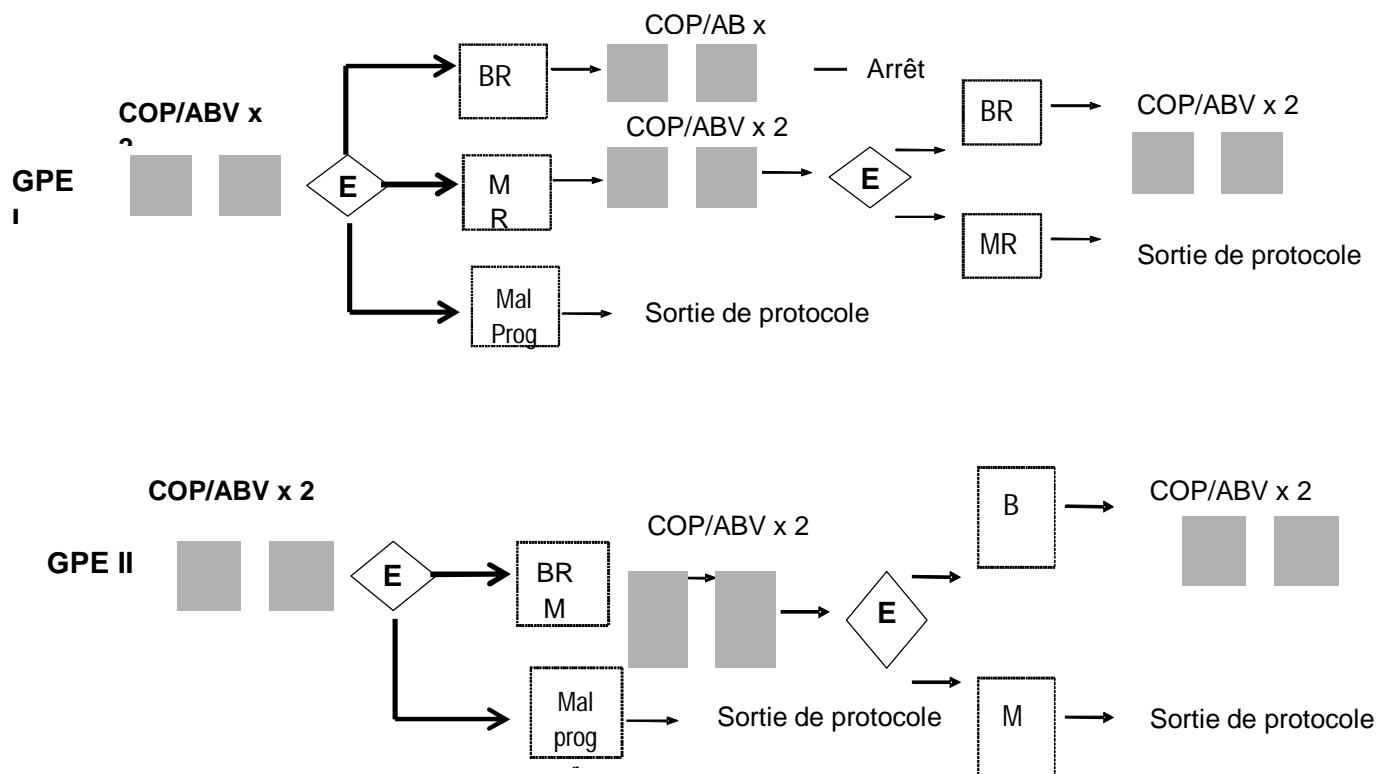 COP/AB x
BR
Arrêt
COP/ABV x
COP/ABV x 2
BR
COP/ABV x 2
GPE
E
M
R
E
MR
Sortie de protocole
Mal
Prog
Sortie de protocole
COP/ABV x 2
COP/ABV x 2
B
COP/ABV x 2
GPE II
E
BR
M
E
Mal
prog
Sortie de protocole
M
Sortie de protocole